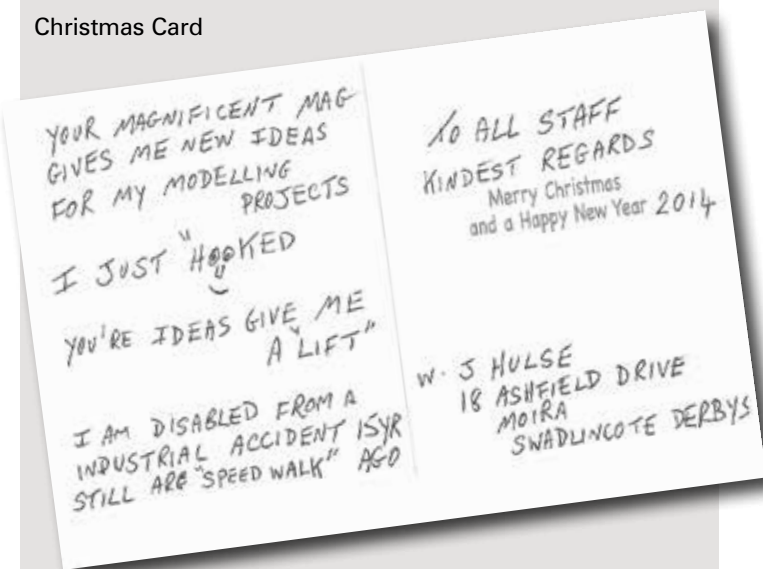 Christmas Card
YOUR MAGNIFICENT MAG
GIVES ME NEW IDEAS
FOR MY MODELLING
PROJECTS
I JUST "HOOKED
YOU'RE IDEAS GIVE ME
A "LIFT"
I AM DISABLED FROM A
INDUSTRIAL ACCIDENT 15YR
STILL ARE "SPEED WALK" AGO
TO ALL STAFF
KINDEST REGARDS
Merry Christmas
and a Happy New Year 2014
W. J HULSE
18 ASHFIELD DRIVE
MOIRA
SWADLINCOTE DERBYS